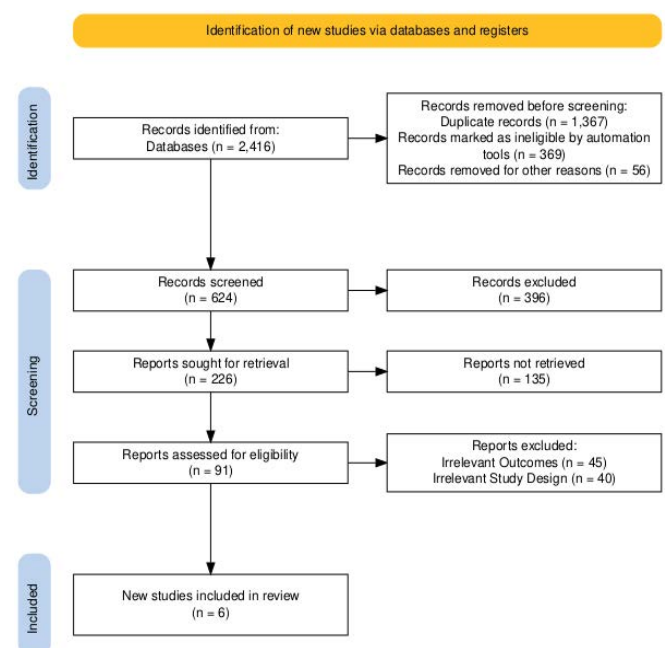 Identification of new studies via databases and registers
Identification
Records identified from:
Databases (n = 2,416)
Records removed before screening:
Duplicate records (n = 1,367)
Records marked as ineligible by automation
tools (n = 369)
Records removed for other reasons (n = 56)
Screening
Records screened
(n = 624)
Records excluded
(n = 396)
Reports sought for retrieval
(n = 226)
Reports not retrieved
(n = 135)
Reports assessed for eligibility
(n = 91)
Reports excluded:
Irrelevant Outcomes (n = 45)
Irrelevant Study Design (n = 40)
Included
New studies included in review
(n = 6)